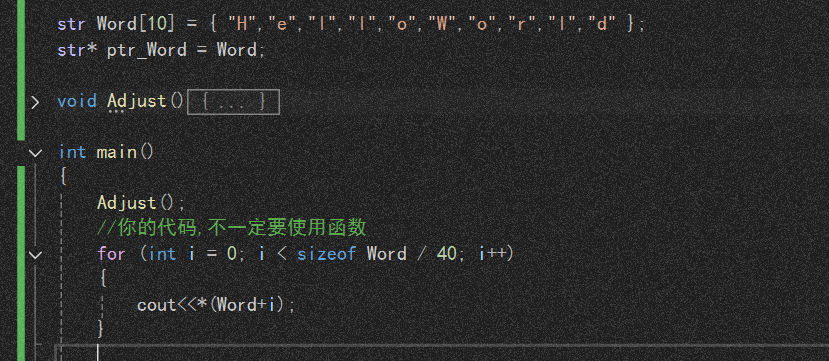 str Word[10] = { "H","e","l","l","o","W","o","r","l","d" };
str* ptr_Word = Word;
void Adjust() { ... }
int main()
{
Adjust();
//你的代码,不一定要使用函数
for (int i = 0; i < sizeof Word / 40; i++)
{
cout<<*(Word+i);
}